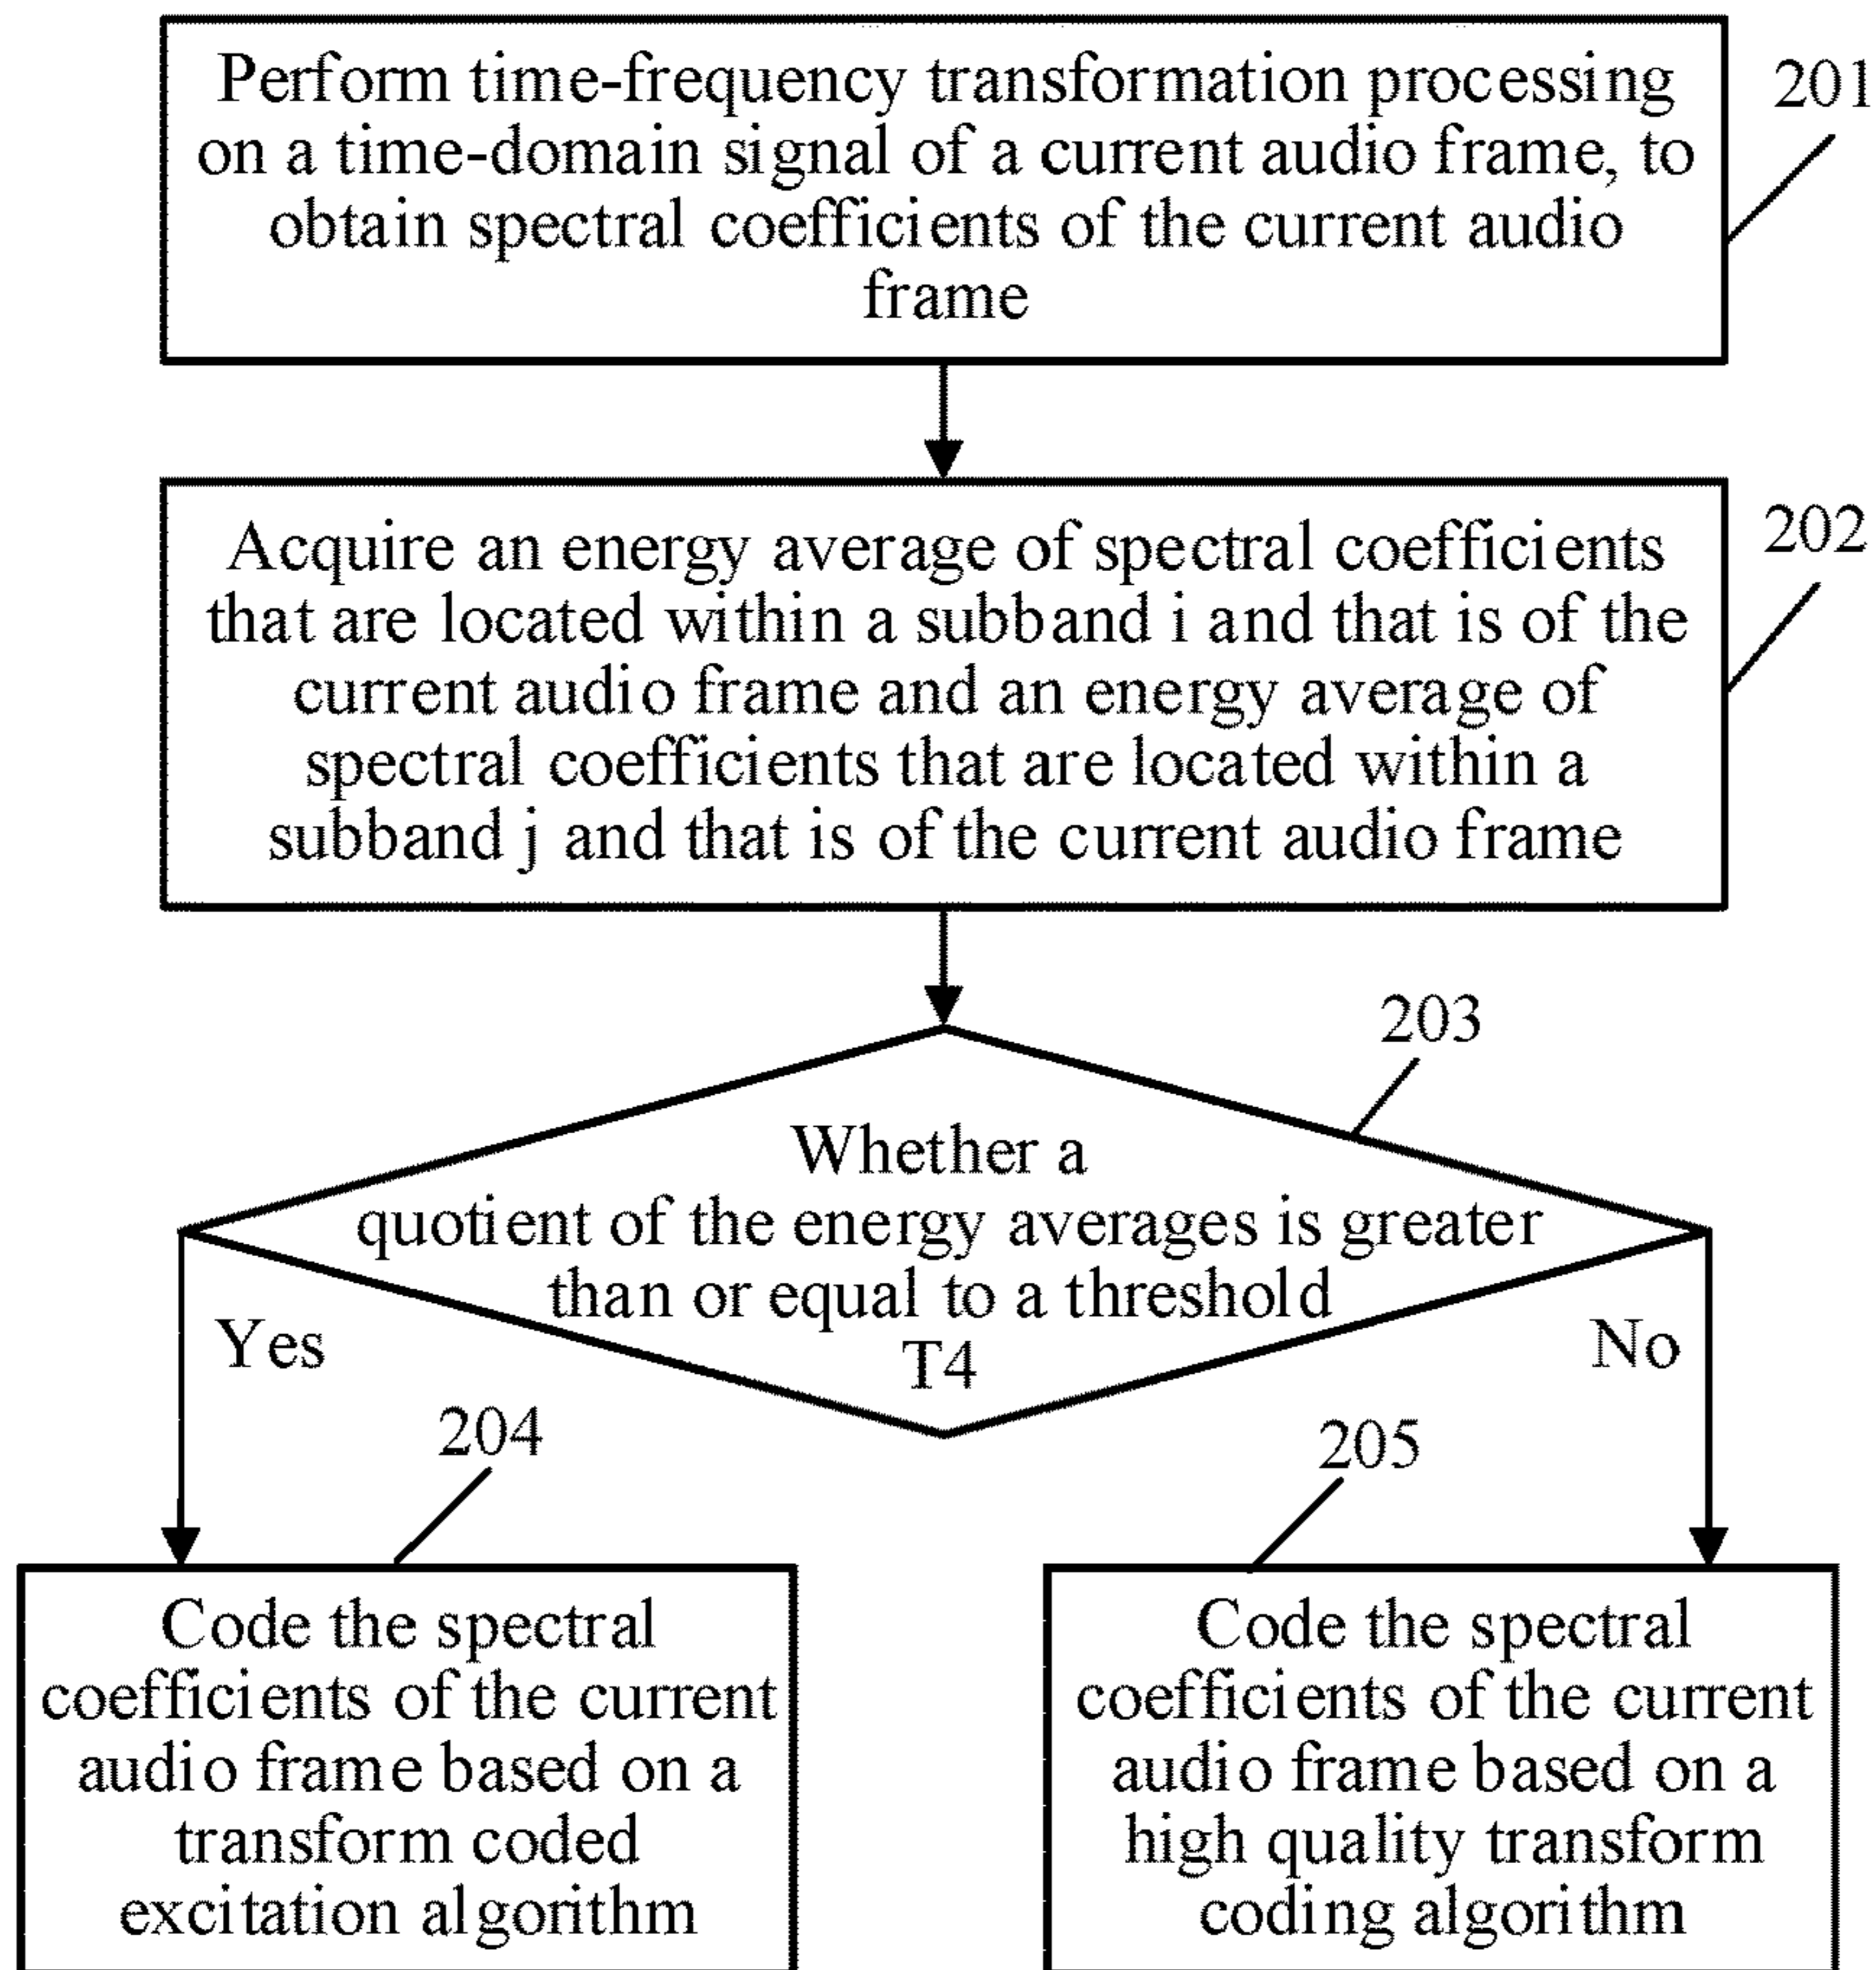 Perform time-frequency transformation processing
on a time-domain signal of a current audio frame, to
obtain spectral coefficients of the current audio
frame
201
Acquire an energy average of spectral coefficients
that are located within a subband i and that is of the
current audio frame and an energy average of
spectral coefficients that are located within a
subband j and that is of the current audio frame
202
203
Whether a
quotient of the energy averages is greater
than or equal to a threshold
T4
Yes
No
204
205
Code the spectral
coefficients of the current
audio frame based on a
transform coded
excitation algorithm
Code the spectral
coefficients of the current
audio frame based on a
high quality transform
coding algorithm